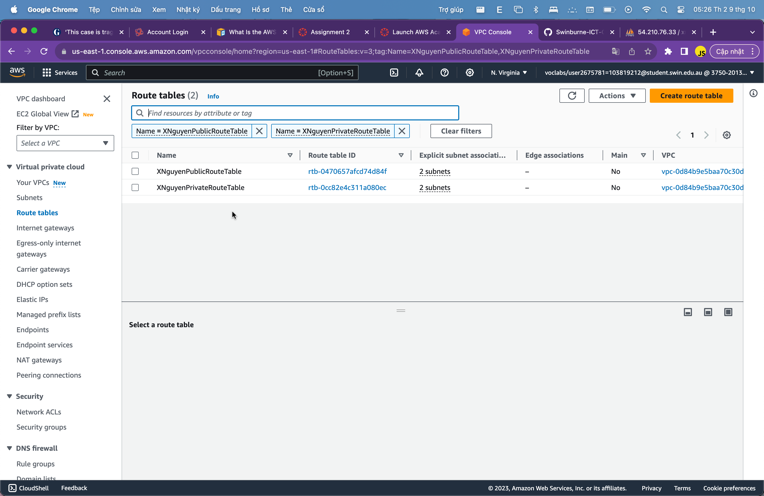 Google Chrome Tệp Chỉnh sửa Xem Nhật ký Dấu trang Hồ sơ Thẻ Cửa sổ Trợ giúp 05:26 Th 2 9 thg 10
'This case is trag
Account Login
What is the AWS
Assignment 2
Launch AWS Aca
VPC Console
Swinburne-ICT-
54.210.76.33 /
us-east-1.console.aws.amazon.com/vpcconsole/home?region=us-east-1#RouteTables:v=3;tag:Name=XNguyenPublicRouteTable,XNguyenPrivateRouteTable
Cập nhật
aws Services Search [Option+S] N. Virginia voclabs/user2675781=103819212@student.swin.edu.au @ 3750-2013...
VPC dashboard
EC2 Global View New
Filter by VPC:
Select a VPC
Virtual private cloud
Your VPCs New
Subnets
Route tables
Internet gateways
Egress-only internet
gateways
Carrier gateways
DHCP option sets
Elastic IPs
Managed prefix lists
Endpoints
Endpoint services
NAT gateways
Peering connections
Security
Network ACLs
Security groups
DNS firewall
Rule groups
Domain lists
Route tables (2) Info
Actions
Create route table
Find resources by attribute or tag
Name = XNguyenPublicRouteTable
Name = XNguyenPrivateRouteTable
Clear filters
1
Name Route table ID Explicit subnet associati... Edge associations Main VPC
XNguyenPublicRouteTable rtb-0470657afcd74d84f 2 subnets – No vpc-0d84b9e5baa70c30d
XNguyenPrivateRouteTable rtb-0cc82e4c311a080ec 2 subnets – No vpc-0d84b9e5baa70c30d
Select a route table
CloudShell Feedback © 2023, Amazon Web Services, Inc. or its affiliates. Privacy Terms Cookie preferences